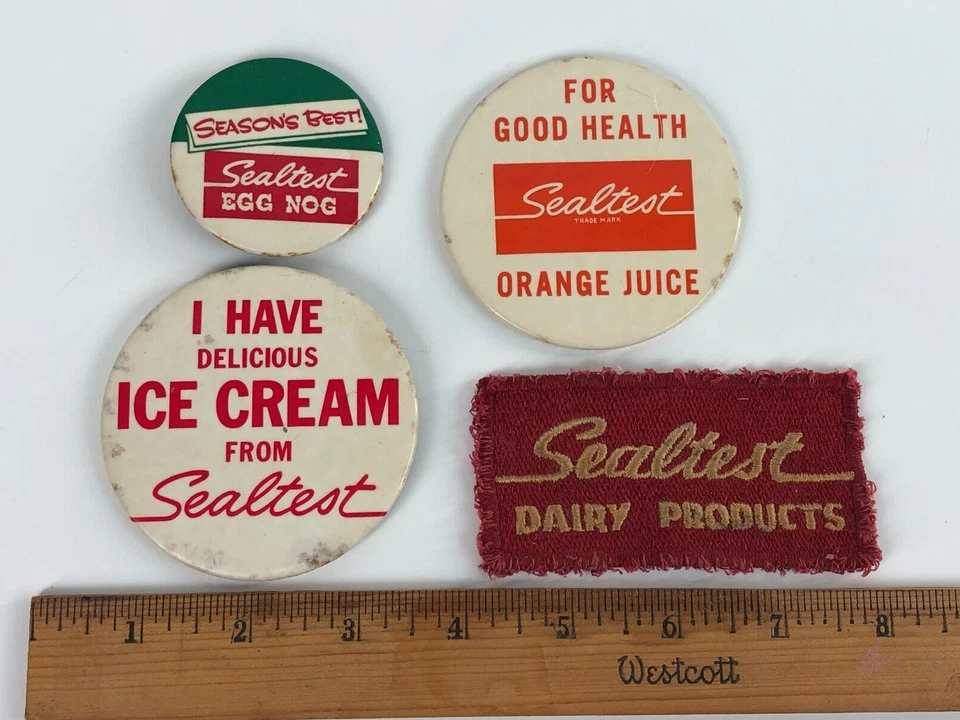 SEASON'S BEST!
Sealtest
EGG NOG
FOR
GOOD HEALTH
Sealtest
TRADE MARK
ORANGE JUICE
I HAVE
DELICIOUS
ICE CREAM
FROM
Sealtest
Sealtest
DAIRY PRODUCTS
1 2 3 4 5 6 7 8
Westcott